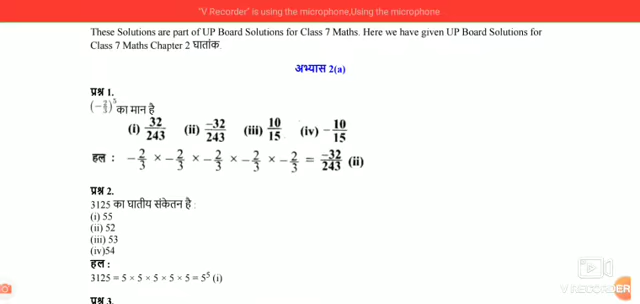 "V Recorder" is using the microphone,Using the microphone
These Solutions are part of UP Board Solutions for Class 7 Maths. Here we have given UP Board Solutions for
Class 7 Maths Chapter 2 घातांक.
अभ्यास 2(a)
प्रश्न 1.
(−2/3)^5 का मान है
(i) 32/243 (ii) −32/243 (iii) 10/15 (iv) −10/15
हल : −2/3 × −2/3 × −2/3 × −2/3 × −2/3 = −32/243 (ii)
प्रश्न 2.
3125 का घातीय संकेतन है :
(i) 55
(ii) 52
(iii) 53
(iv)54
हल :
3125 = 5 × 5 × 5 × 5 × 5 = 5^5 (i)
प्रश्न 3.
V RECORDER